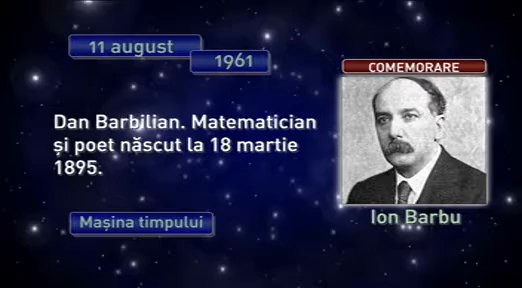 11 august
1961
COMEMORARE
Dan Barbilian. Matematician
și poet născut la 18 martie
1895.
Ion Barbu
Mașina timpului